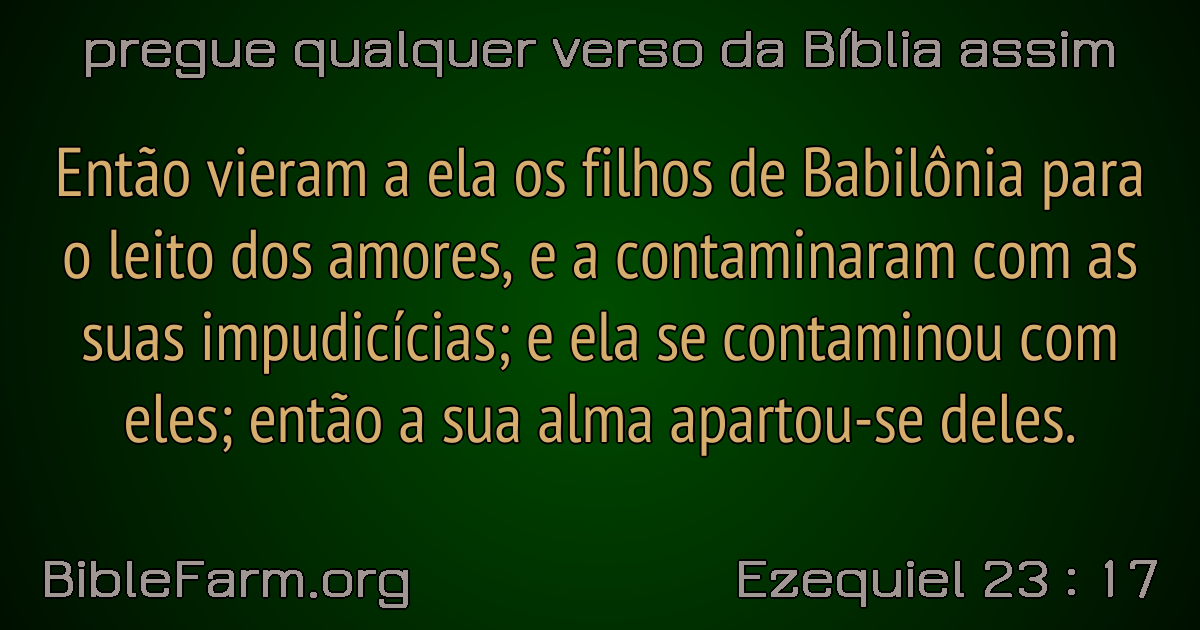 pregue qualquer verso da Bíblia assim
Então vieram a ela os filhos de Babilônia para
o leito dos amores, e a contaminaram com as
suas impudicícias; e ela se contaminou com
eles; então a sua alma apartou-se deles.
BibleFarm.org
Ezequiel 23 : 17